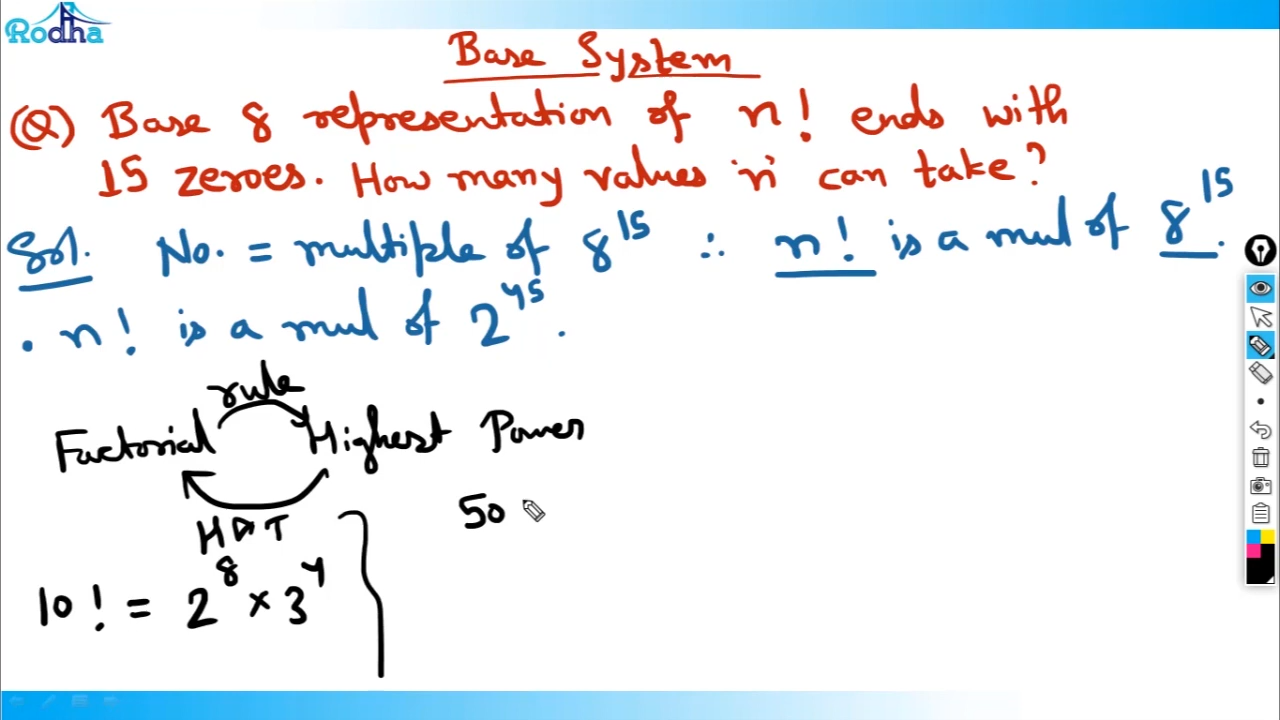 Rodha
Base System
(Q) Base 8 representation of n! ends with
15 zeroes. How many values 'n' can take?
Sol. No. = multiple of 8^15 ∴ n! is a mul of 8^15.
. n! is a mul of 2^45.
rule
Factorial Highest Power
H&T
50
10! = 2^8 × 3^4